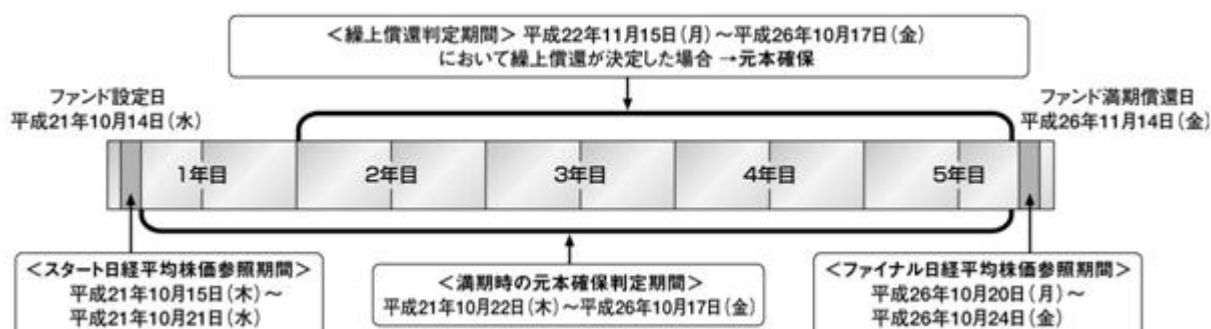 ＜繰上償還判定期間＞ 平成22年11月15日(月)～平成26年10月17日(金)
において繰上償還が決定した場合 →元本確保
ファンド設定日
平成21年10月14日(水)
ファンド満期償還日
平成26年11月14日(金)
1年目
2年目
3年目
4年目
5年目
＜スタート日経平均株価参照期間＞
平成21年10月15日(木)～
平成21年10月21日(水)
＜満期時の元本確保判定期間＞
平成21年10月22日(木)～平成26年10月17日(金)
＜ファイナル日経平均株価参照期間＞
平成26年10月20日(月)～
平成26年10月24日(金)